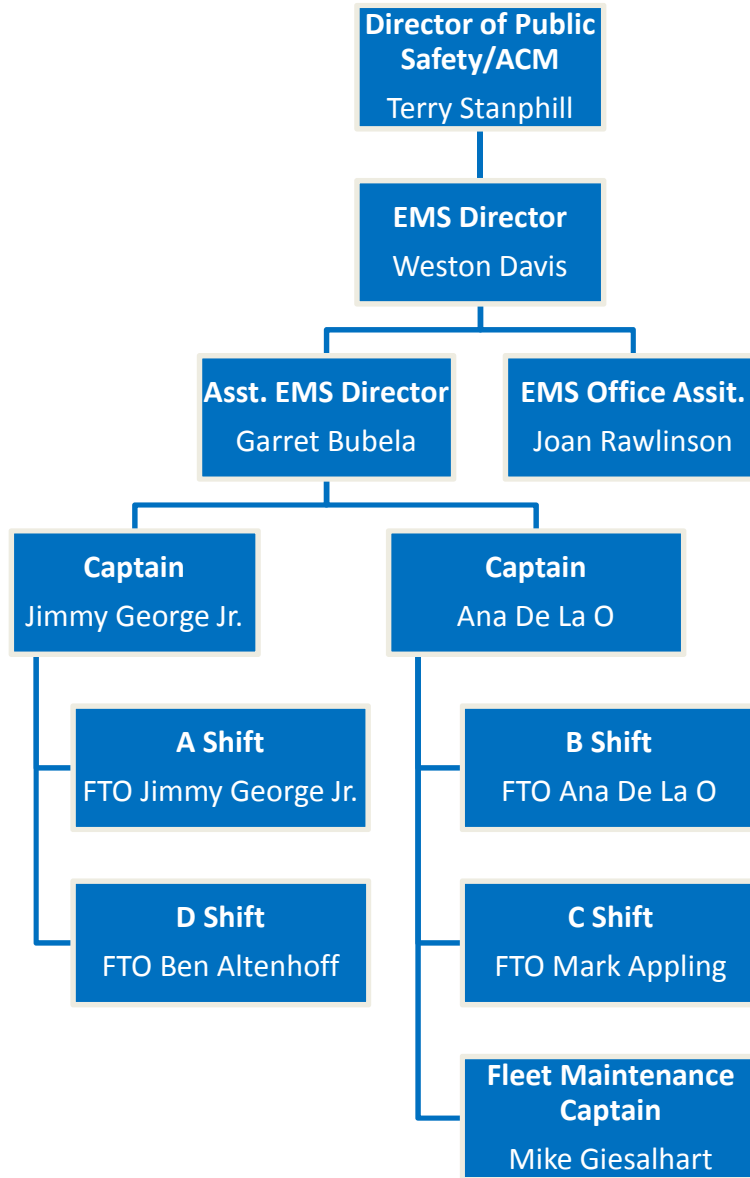 Director of Public
Safety/ACM
Terry Stanphill
EMS Director
Weston Davis
Asst. EMS Director
Garret Bubela
EMS Office Assit.
Joan Rawlinson
Captain
Jimmy George Jr.
Captain
Ana De La O
A Shift
FTO Jimmy George Jr.
D Shift
FTO Ben Altenhoff
B Shift
FTO Ana De La O
C Shift
FTO Mark Appling
Fleet Maintenance
Captain
Mike Giesalhart